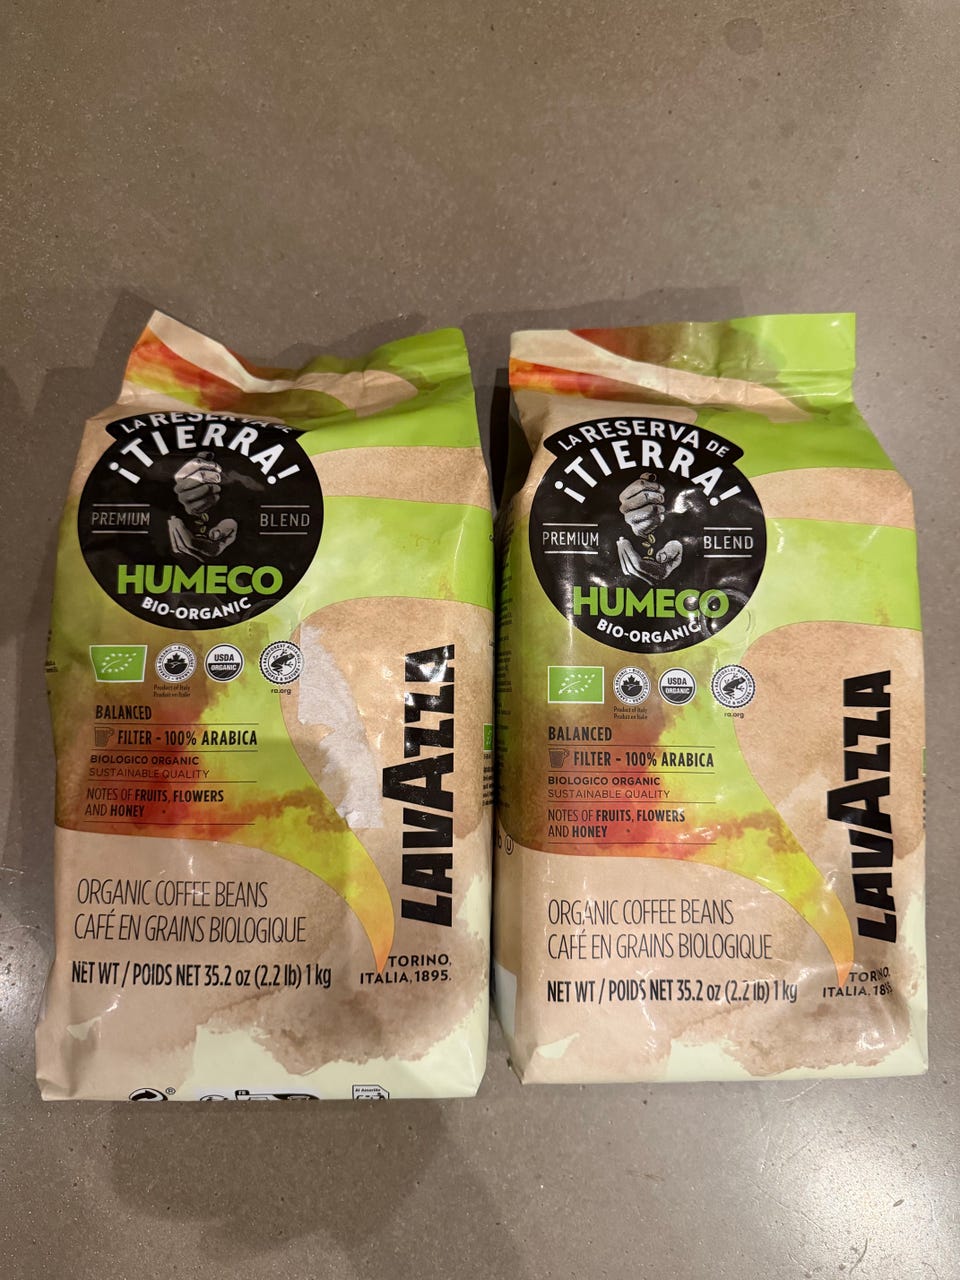 LA RESERVA DE
¡TIERRA!
PREMIUM BLEND
HUMECO
BIO-ORGANIC
USDA
ORGANIC
Product of Italy
Produit en Italie
ra.org
BALANCED
FILTER - 100% ARABICA
BIOLOGICO ORGANIC
SUSTAINABLE QUALITY
NOTES OF FRUITS, FLOWERS
AND HONEY
ORGANIC COFFEE BEANS
CAFÉ EN GRAINS BIOLOGIQUE
NET WT / POIDS NET 35.2 oz (2.2 lb) 1 kg
LAVAZZA
TORINO,
ITALIA, 1895.
Al Amarillo
LA RESERVA DE
¡TIERRA!
PREMIUM BLEND
HUMECO
BIO-ORGANIC
USDA
ORGANIC
Product of Italy
Produit en Italie
ra.org
BALANCED
FILTER - 100% ARABICA
BIOLOGICO ORGANIC
SUSTAINABLE QUALITY
NOTES OF FRUITS, FLOWERS
AND HONEY
ORGANIC COFFEE BEANS
CAFÉ EN GRAINS BIOLOGIQUE
NET WT / POIDS NET 35.2 oz (2.2 lb) 1 kg
LAVAZZA
TORINO,
ITALIA, 1895